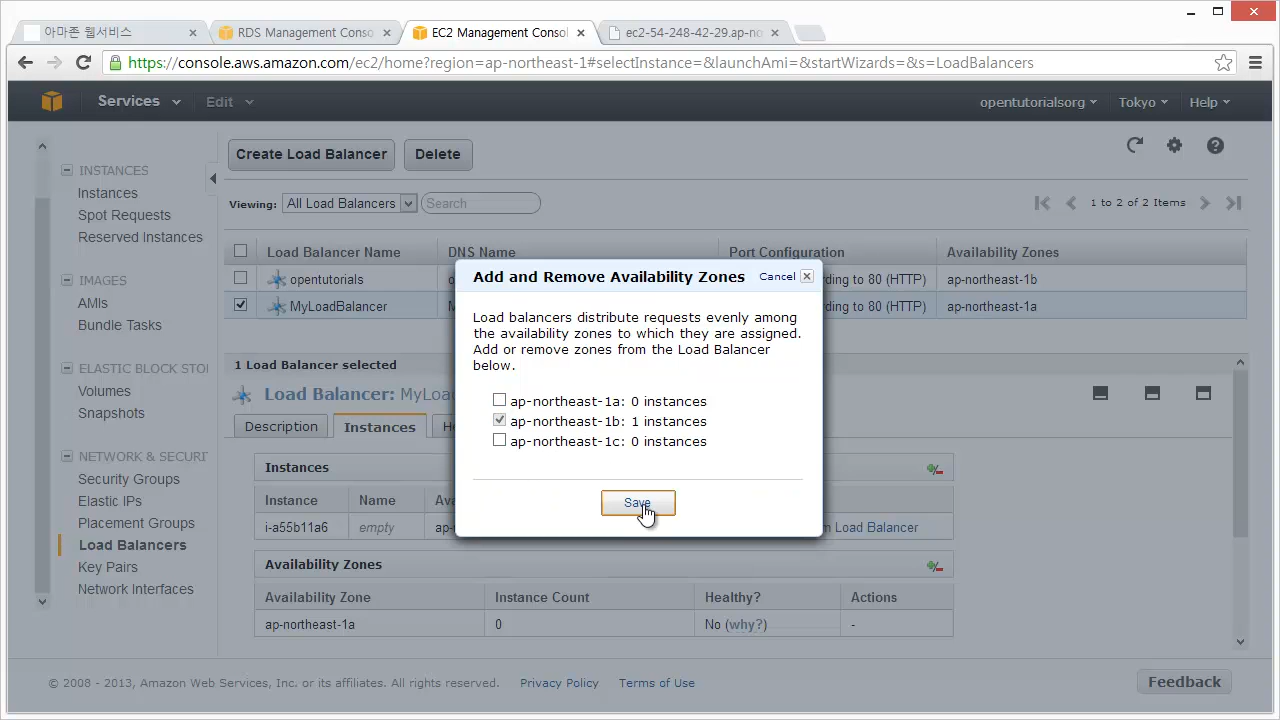 아마존 웹서비스
RDS Management Conso
EC2 Management Consol
ec2-54-248-42-29.ap-no
https://console.aws.amazon.com/ec2/home?region=ap-northeast-1#selectInstance=&launchAmi=&startWizards=&s=LoadBalancers
Services
Edit
opentutorialsorg
Tokyo
Help
INSTANCES
Instances
Spot Requests
Reserved Instances
IMAGES
AMIs
Bundle Tasks
ELASTIC BLOCK STO
Volumes
Snapshots
NETWORK & SECURI
Security Groups
Elastic IPs
Placement Groups
Load Balancers
Key Pairs
Network Interfaces
Create Load Balancer
Delete
Viewing:
All Load Balancers
Search
1 to 2 of 2 Items
Load Balancer Name
DNS Name
Port Configuration
Availability Zones
opentutorials
ding to 80 (HTTP)
ap-northeast-1b
MyLoadBalancer
ding to 80 (HTTP)
ap-northeast-1a
Add and Remove Availability Zones
Cancel
Load balancers distribute requests evenly among
the availability zones to which they are assigned.
Add or remove zones from the Load Balancer
below.
ap-northeast-1a: 0 instances
ap-northeast-1b: 1 instances
ap-northeast-1c: 0 instances
Save
1 Load Balancer selected
Load Balancer: MyLoa
Description
Instances
He
Instances
Instance
Name
Ava
i-a55b11a6
empty
ap-
m Load Balancer
Availability Zones
Availability Zone
Instance Count
Healthy?
Actions
ap-northeast-1a
0
No (why?)
-
© 2008 - 2013, Amazon Web Services, Inc. or its affiliates. All rights reserved.
Privacy Policy
Terms of Use
Feedback